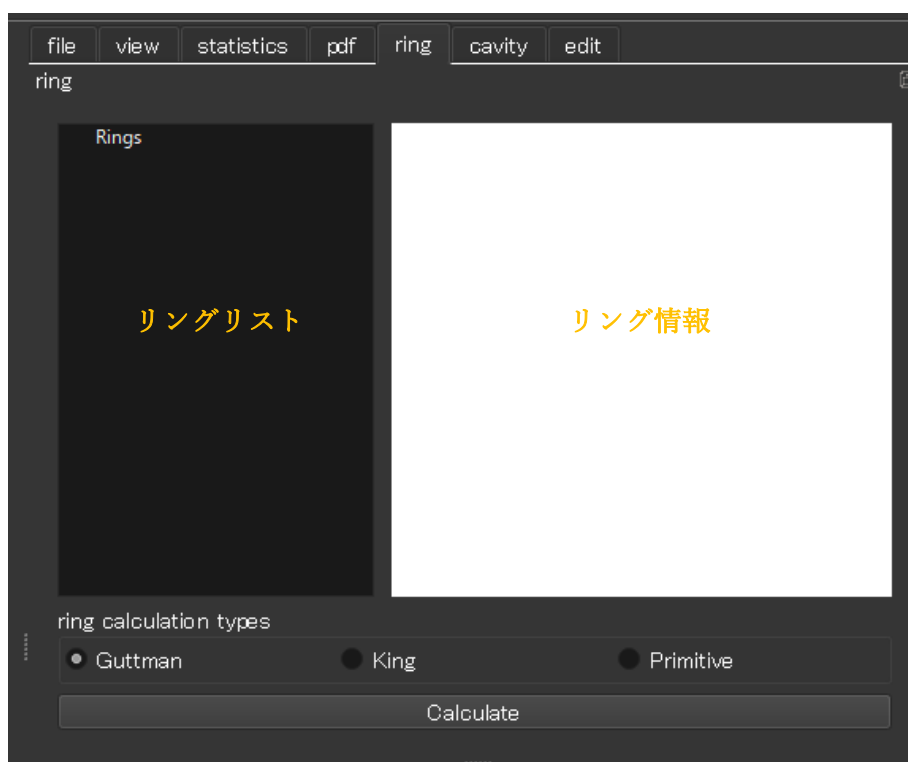 file view statistics pdf ring cavity edit
ring
Rings
リングリスト リング情報
ring calculation types
Guttman King Primitive
Calculate